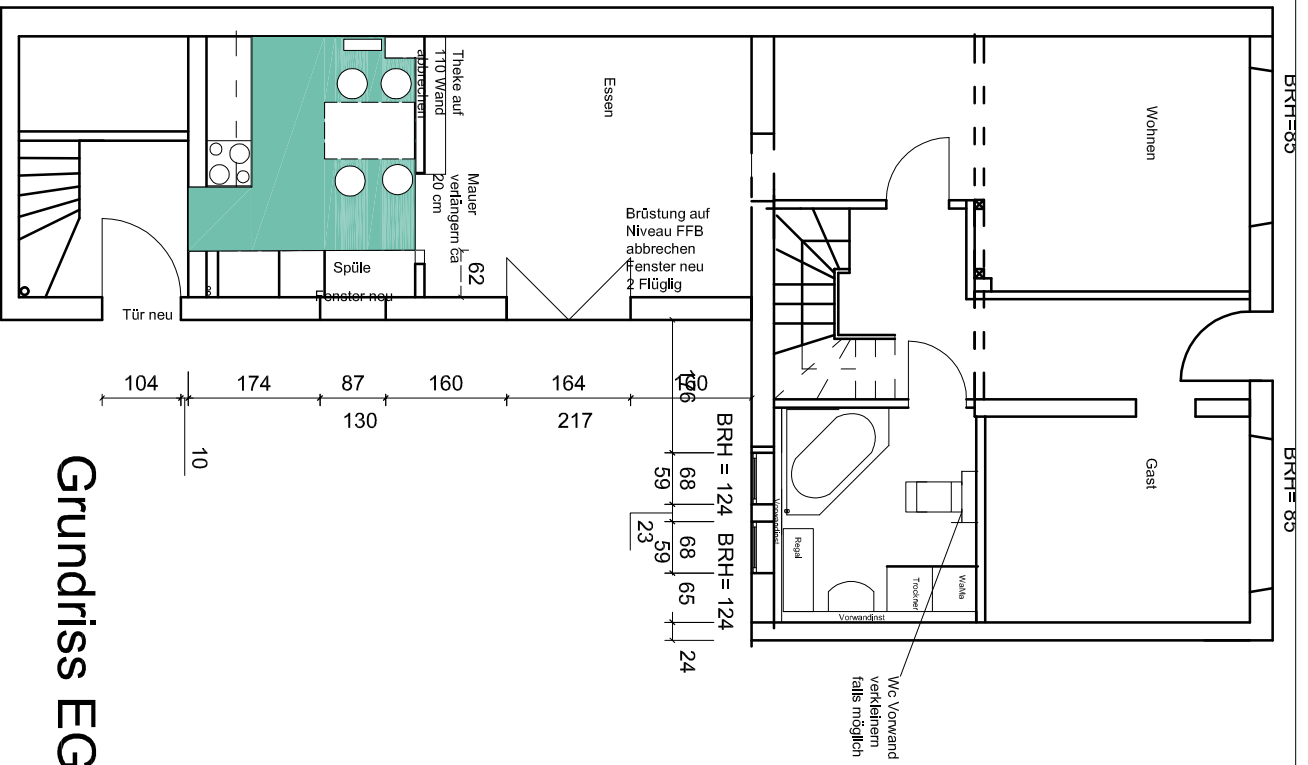 BRH=85
BRH= 85
Wohnen
Gast
Essen
Theke auf
110 Wand
abbrechen
Mauer
verlängern ca
20 cm
62
Brüstung auf
Niveau FFB
abbrechen
Fenster neu
2 Flüglig
Spüle
Fenster neu
Tür neu
104
174
87
160
164
160
130
217
10
BRH = 124
BRH= 124
68
59
23
68
59
65
24
Vorwandinst
Regal
Trockner
WaMa
Vorwandinst
Wc Vorwand
verkleinern
falls möglich
Grundriss EG